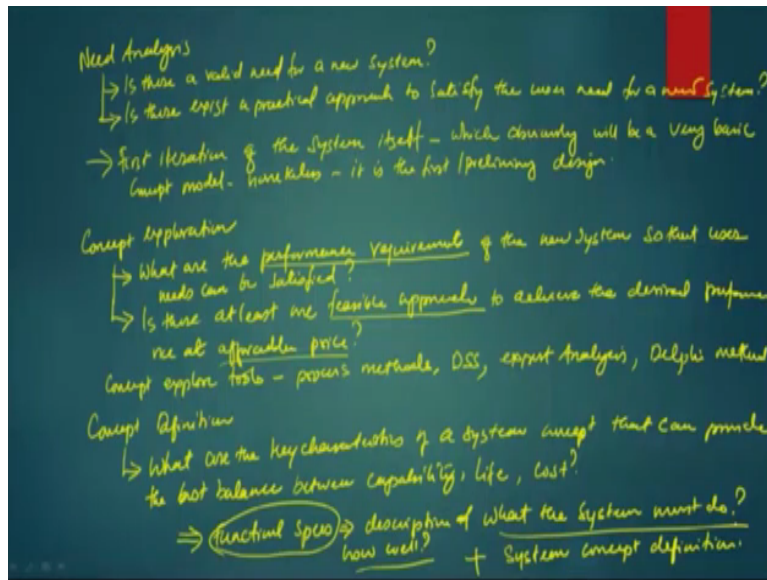 Need Analysis
→ Is there a valid need for a new system?
→ Is there exist a practical approach to satisfy the user need for a new system?
→ first iteration of the system itself – which obviously will be a very basic
Concept model – nonetheless – it is the first/preliminary design.
Concept exploration
→ What are the performance requirement of the new system so that user
needs can be satisfied?
→ Is there at least one feasible approach to achieve the desired performa
nce at affordable price?
Concept explore tools – process methods, DSS, expert Analysis, Delphi method
Concept Definition
→ What are the key characteristics of a system concept that can provide
the best balance between capability, life, cost?
⇒ functional specs ⇒ description of what the system must do?
how well? + System concept definition.